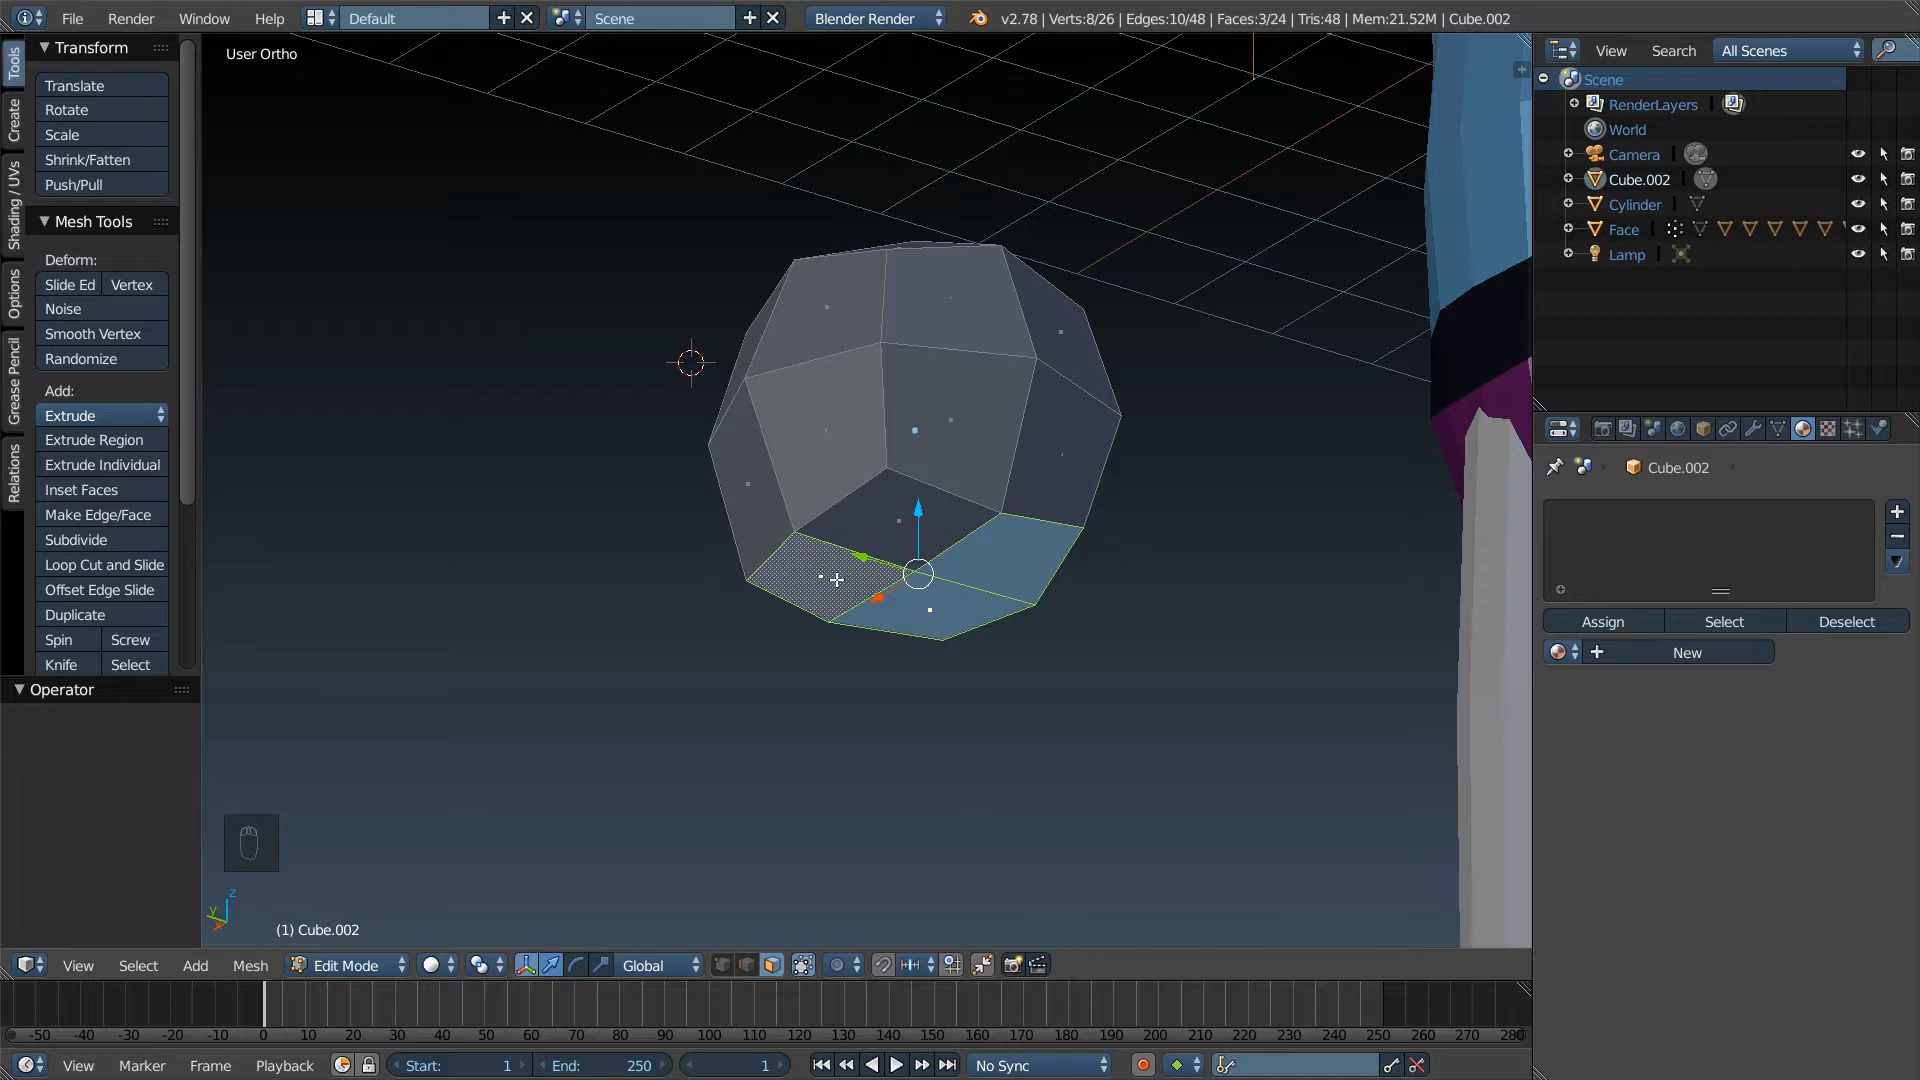 File Render Window Help Default Scene Blender Render v2.78 | Verts:8/26 | Edges:10/48 | Faces:3/24 | Tris:48 | Mem:21.52M | Cube.002
Tools
Create
Shading / UVs
Options
Grease Pencil
Relations
Transform
Translate
Rotate
Scale
Shrink/Fatten
Push/Pull
Mesh Tools
Deform:
Slide Ed Vertex
Noise
Smooth Vertex
Randomize
Add:
Extrude
Extrude Region
Extrude Individual
Inset Faces
Make Edge/Face
Subdivide
Loop Cut and Slide
Offset Edge Slide
Duplicate
Spin Screw
Knife Select
Operator
User Ortho
z
y
x
(1) Cube.002
View Search All Scenes
Scene
RenderLayers
World
Camera
Cube.002
Cylinder
Face
Lamp
Cube.002
Assign Select Deselect
New
View Select Add Mesh Edit Mode Global
-50 -40 -30 -20 -10 0 10 20 30 40 50 60 70 80 90 100 110 120 130 140 150 160 170 180 190 200 210 220 230 240 250 260 270 280
View Marker Frame Playback Start: 1 End: 250 1 No Sync